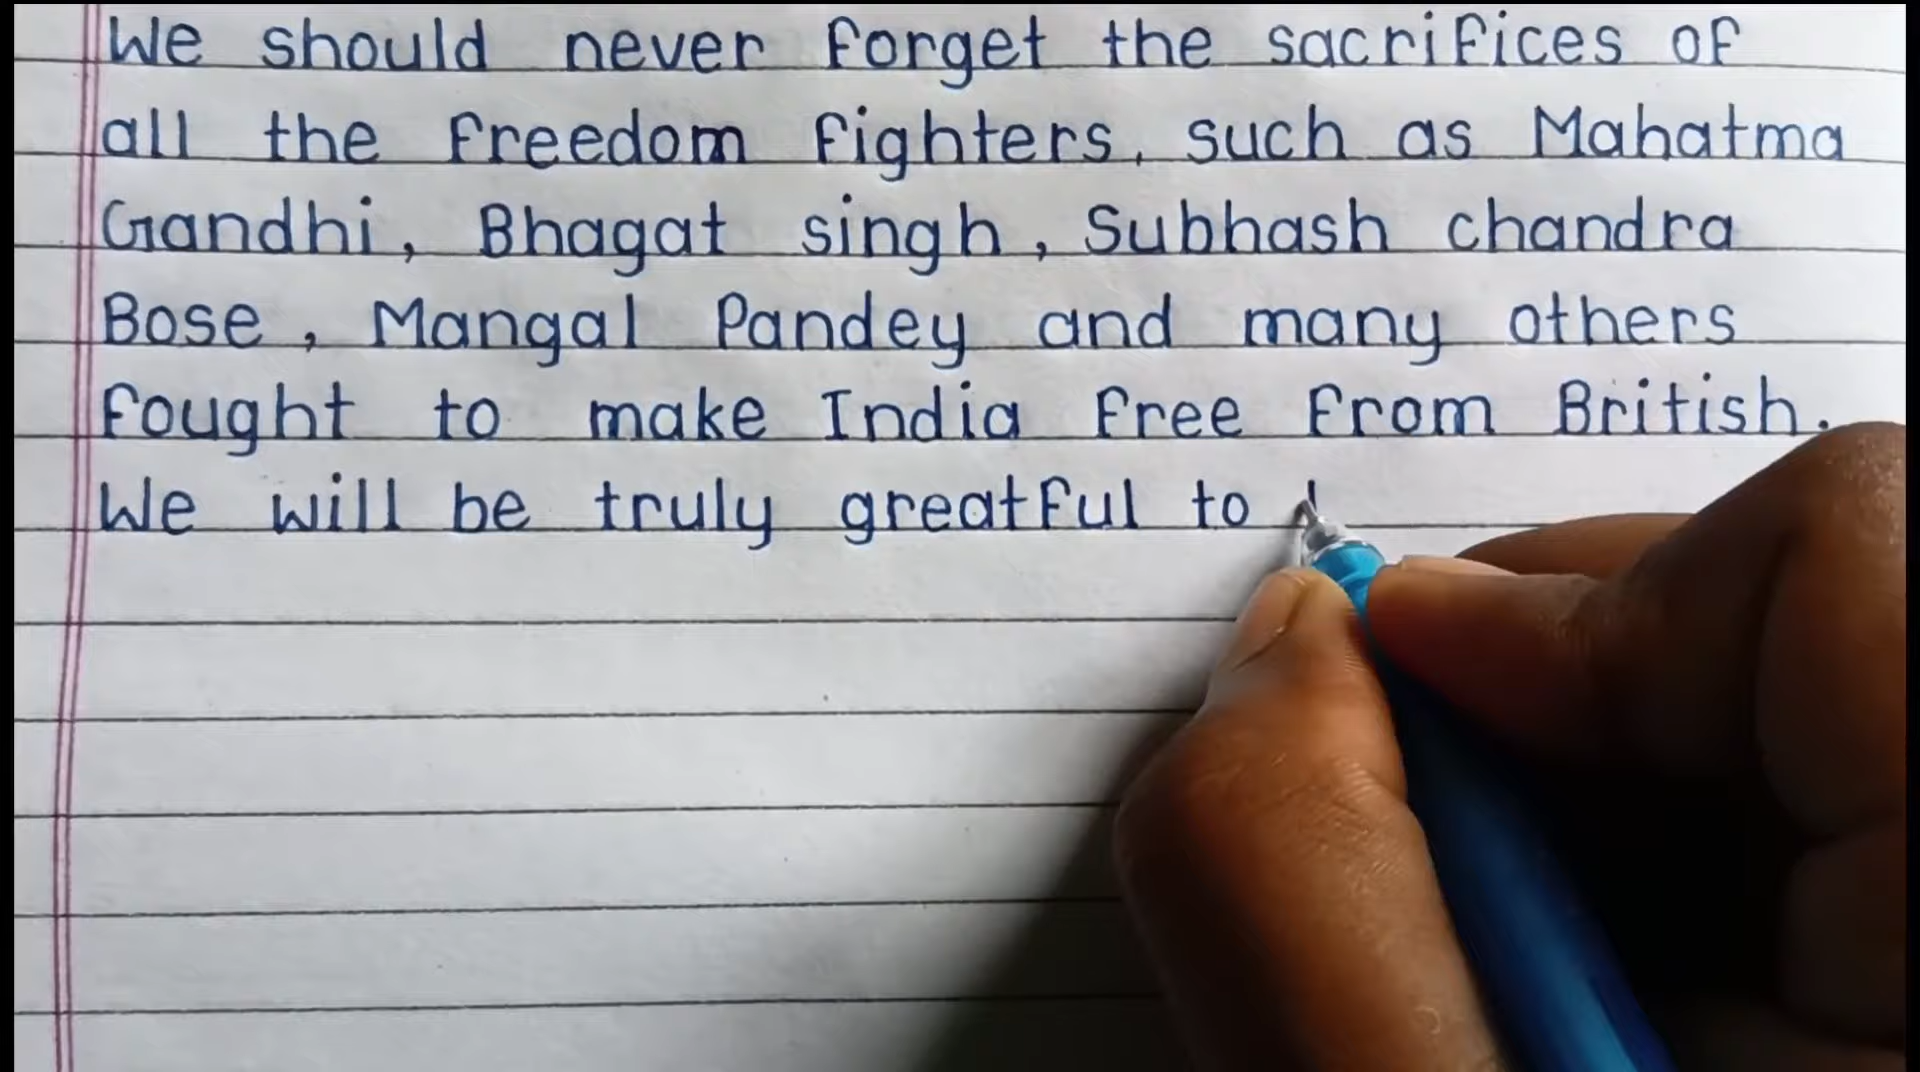 We should never forget the sacrifices of
all the freedom fighters, such as Mahatma
Gandhi, Bhagat singh, Subhash chandra
Bose, Mangal Pandey and many others
fought to make India free from British.
We will be truly greatful to